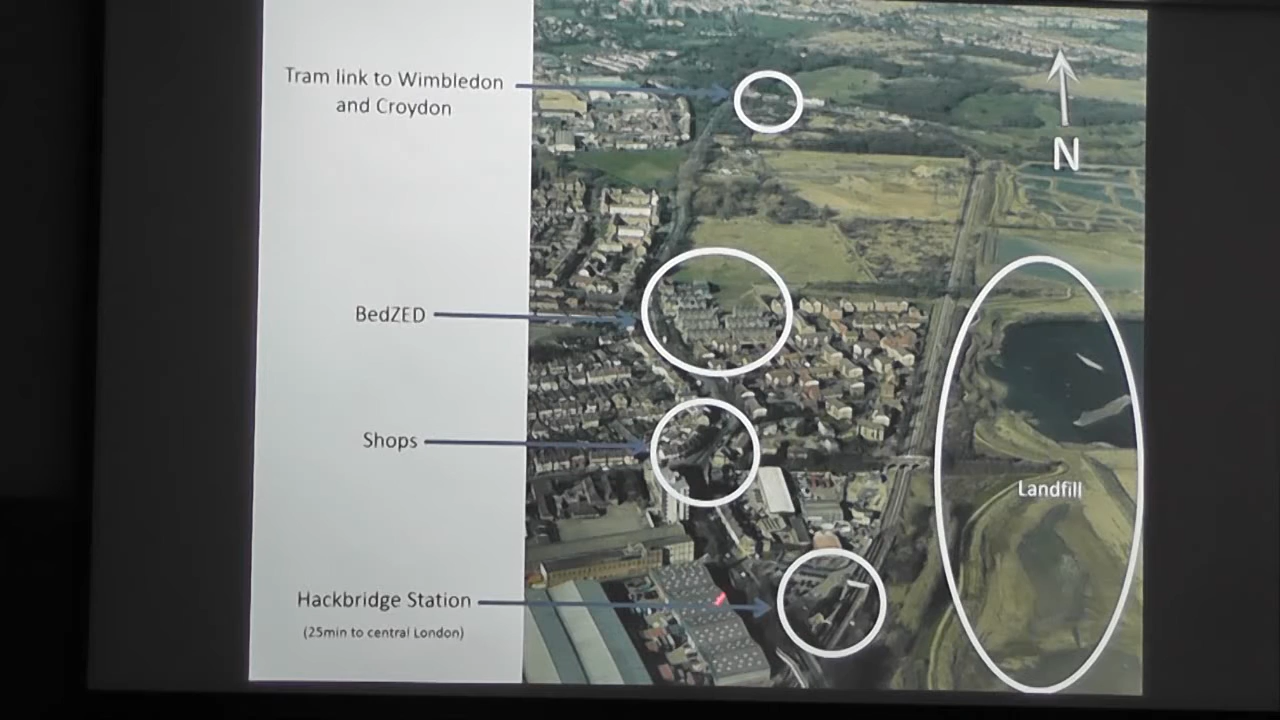 Tram link to Wimbledon
and Croydon
N
BedZED
Shops
Landfill
Hackbridge Station
(25min to central London)